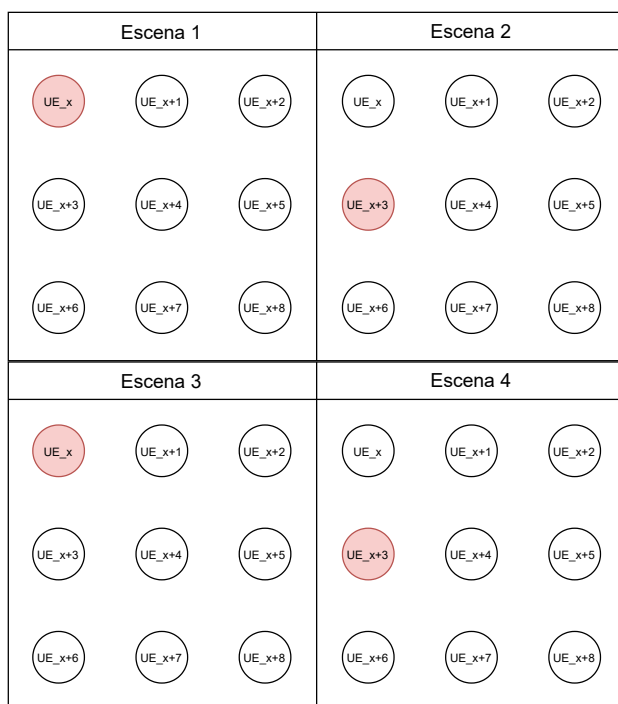 Escena 1
UE_x UE_x+1 UE_x+2
UE_x+3 UE_x+4 UE_x+5
UE_x+6 UE_x+7 UE_x+8
Escena 2
UE_x UE_x+1 UE_x+2
UE_x+3 UE_x+4 UE_x+5
UE_x+6 UE_x+7 UE_x+8
Escena 3
UE_x UE_x+1 UE_x+2
UE_x+3 UE_x+4 UE_x+5
UE_x+6 UE_x+7 UE_x+8
Escena 4
UE_x UE_x+1 UE_x+2
UE_x+3 UE_x+4 UE_x+5
UE_x+6 UE_x+7 UE_x+8